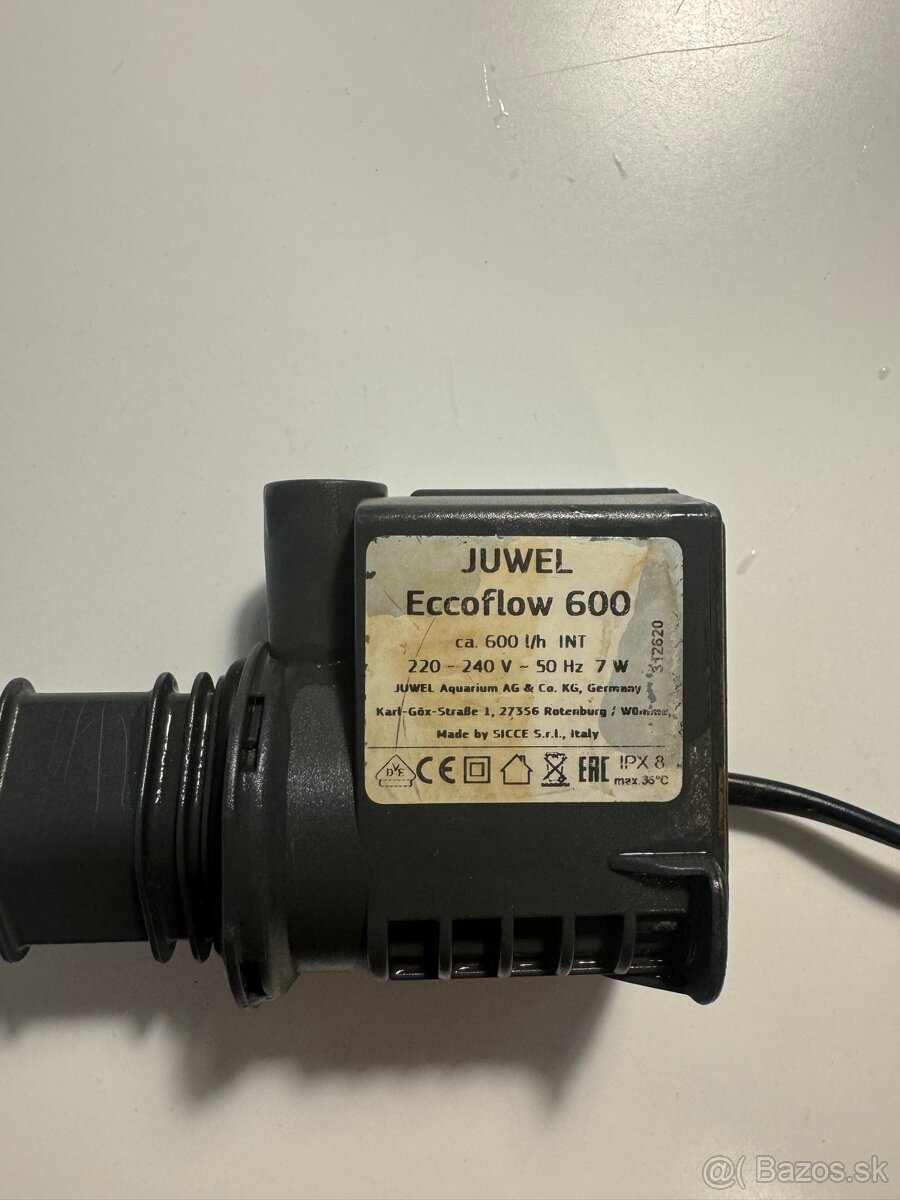 JUWEL
Eccoflow 600
ca. 600 l/h INT
220 - 240 V ~ 50 Hz 7 W
JUWEL Aquarium AG & Co. KG, Germany
Karl-Göx-Straße 1, 27356 Rotenburg /
Made by SICCE S.r.l., Italy
312620
DVE CE EAC IPX 8
max.35°C
@( Bazos.sk